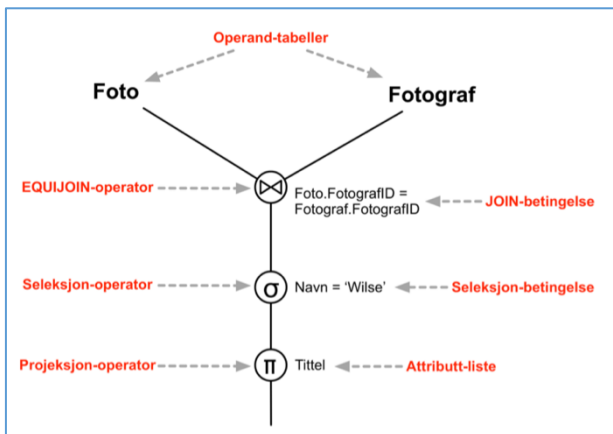 Operand-tabeller
Foto
Fotograf
EQUIJOIN-operator
⋈
Foto.FotografID =
Fotograf.FotografID
JOIN-betingelse
Seleksjon-operator
σ
Navn = ‘Wilse’
Seleksjon-betingelse
Projeksjon-operator
π
Tittel
Attributt-liste